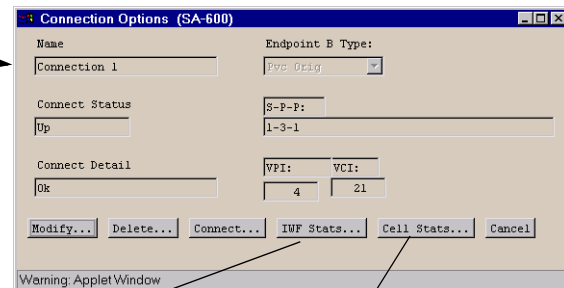 Connection Options (SA-600)
Name
Endpoint B Type:
Connection 1
Pvc Orig
Connect Status
S-P-P:
Up
1-3-1
Connect Detail
VPI:
VCI:
Ok
4
21
Modify... Delete... Connect... IWF Stats... Cell Stats... Cancel
Warning: Applet Window